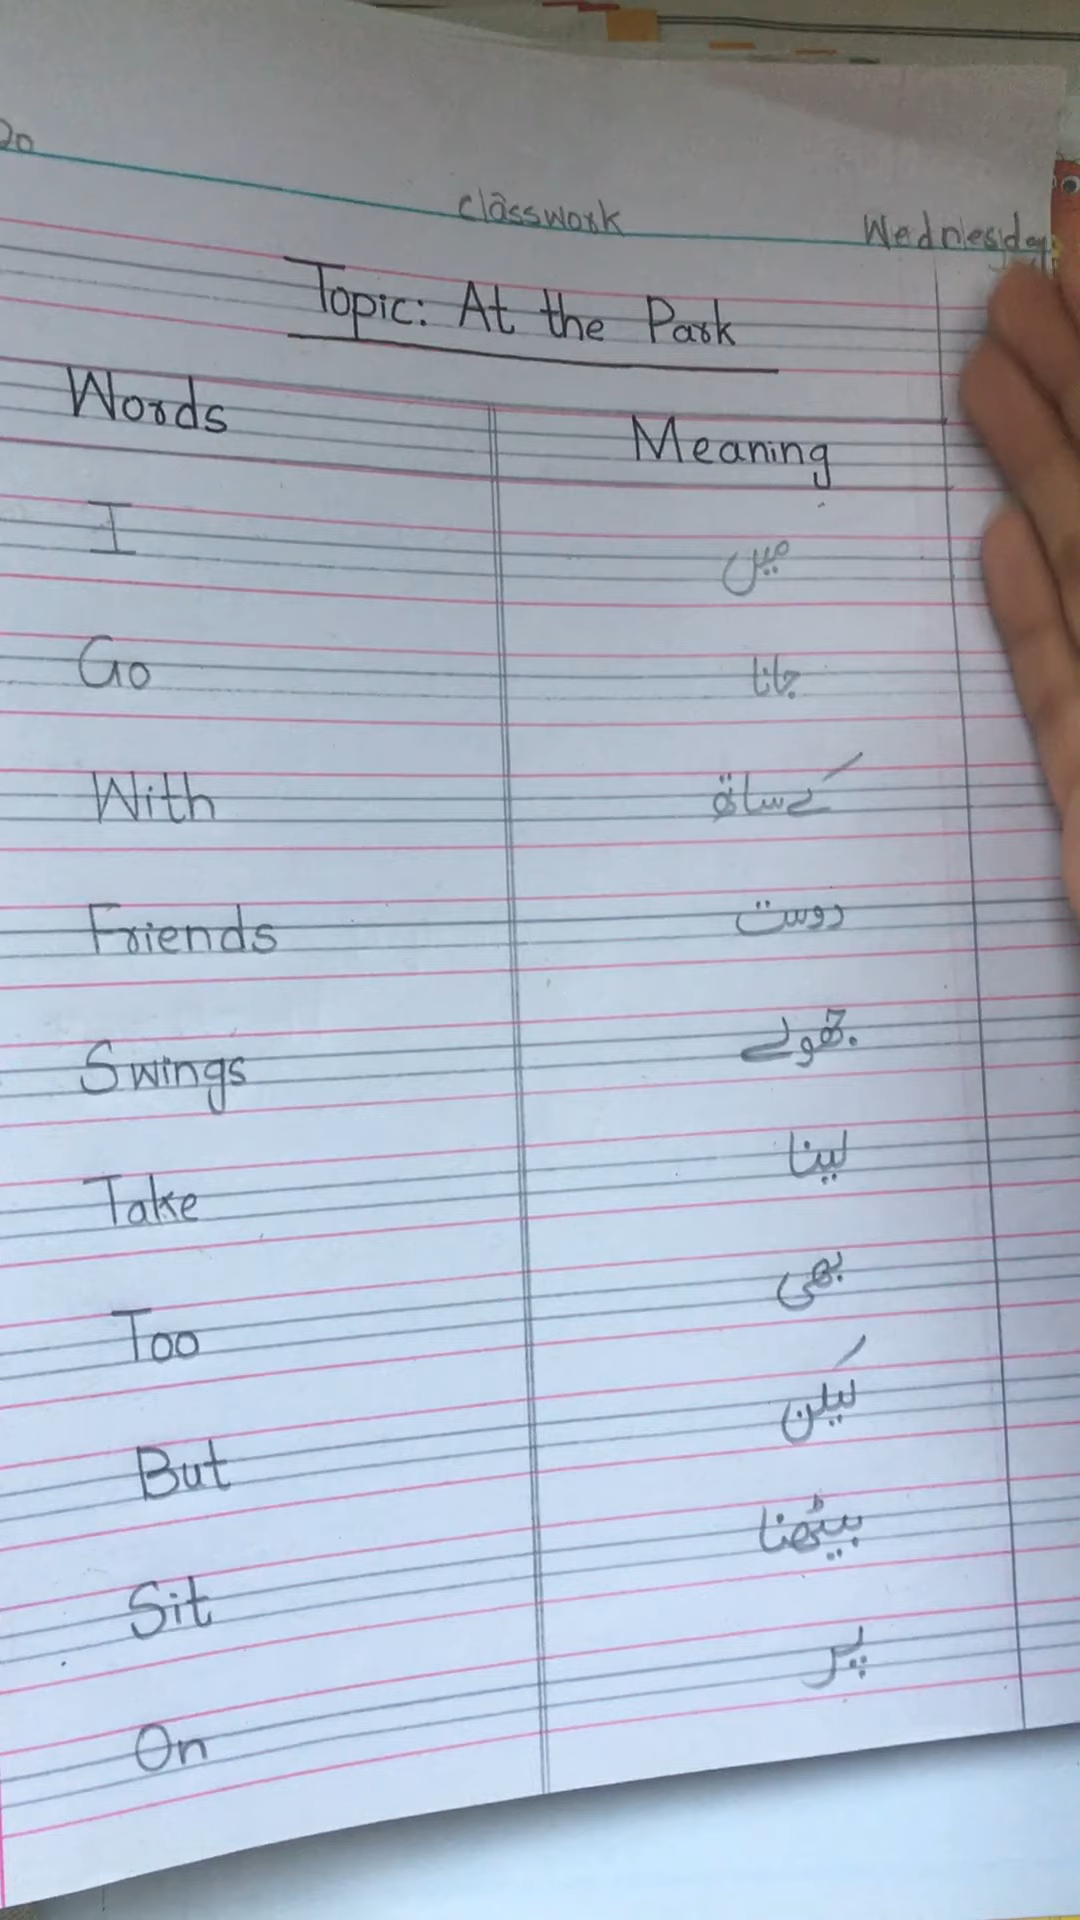 20
classwork
Wednesday
Topic: At the Park
Words Meaning
I میں
Go جانا
With کے ساتھ
Friends دوست
Swings جھولے
Take لینا
Too بھی
But لیکن
Sit بیٹھنا
On پر